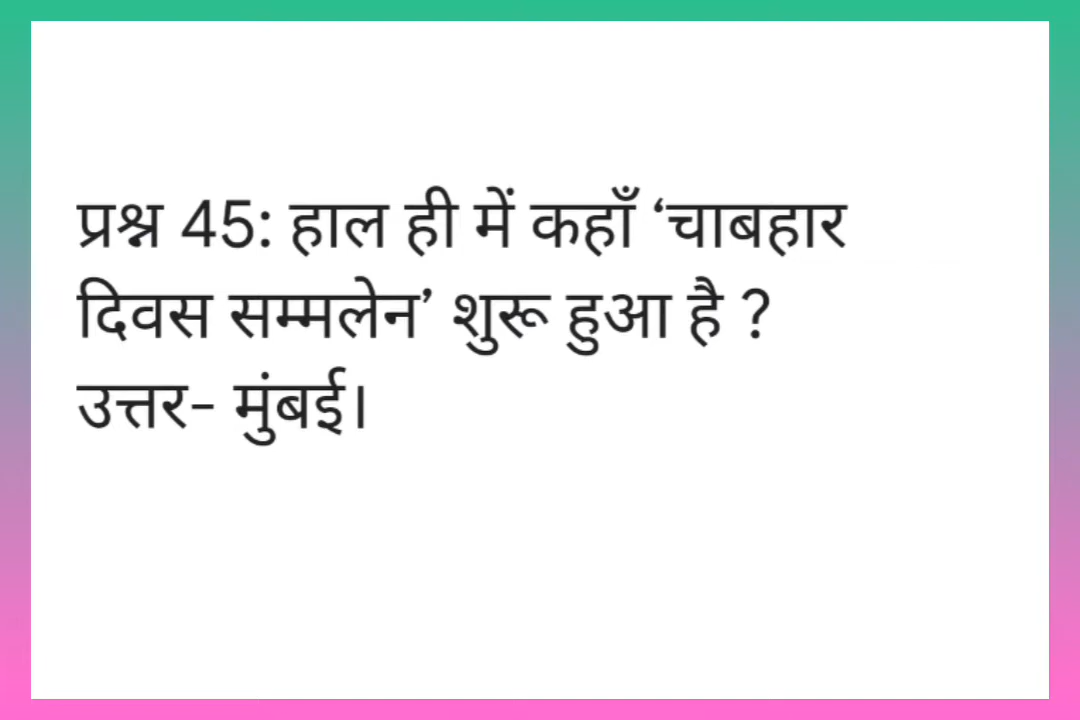 प्रश्न 45: हाल ही में कहाँ ‘चाबहार
दिवस सम्मलेन’ शुरू हुआ है ?
उत्तर- मुंबई।